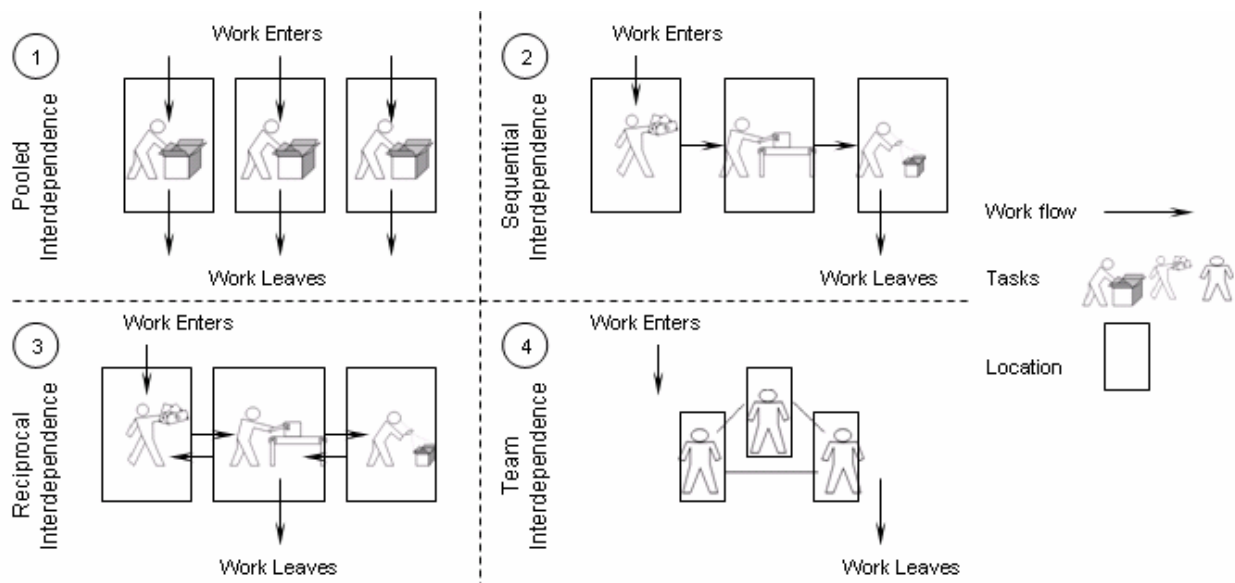 1
Work Enters
Pooled
Interdependence
Work Leaves
2
Work Enters
Sequential
Interdependence
Work Leaves
3
Work Enters
Reciprocal
Interdependence
Work Leaves
4
Work Enters
Team
Interdependence
Work Leaves
Work flow
Tasks
Location